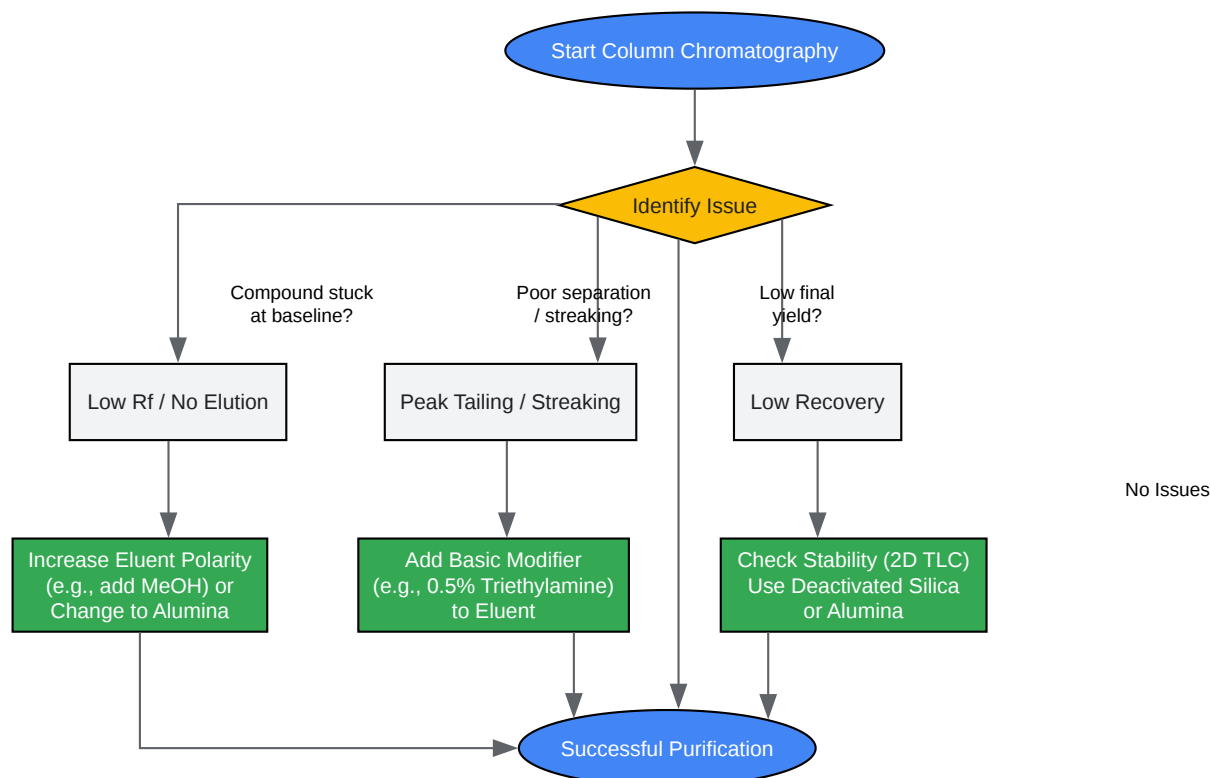 Start Column Chromatography
Identify Issue
Compound stuck
at baseline?
Poor separation
/ streaking?
Low final
yield?
Low Rf / No Elution
Peak Tailing / Streaking
Low Recovery
No Issues
Increase Eluent Polarity
(e.g., add MeOH) or
Change to Alumina
Add Basic Modifier
(e.g., 0.5% Triethylamine)
to Eluent
Check Stability (2D TLC)
Use Deactivated Silica
or Alumina
Successful Purification